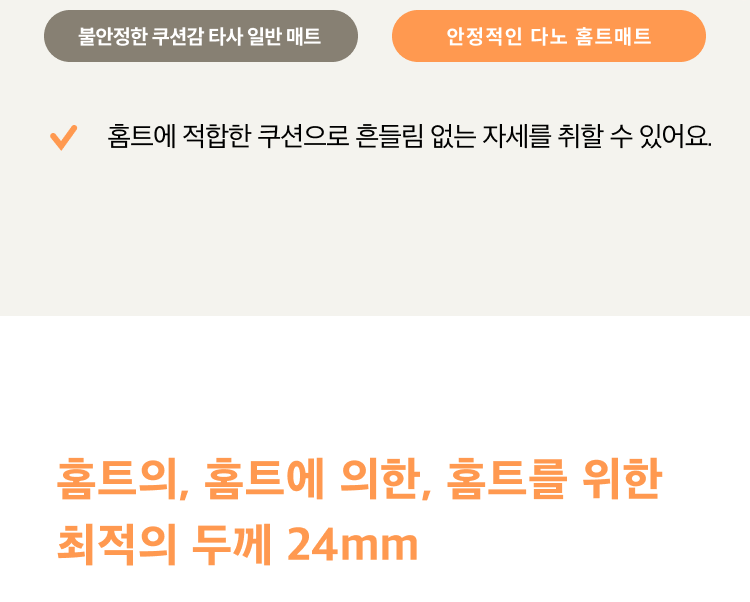 불안정한 쿠션감 타사 일반 매트
안정적인 다노 홈트매트
홈트에 적합한 쿠션으로 흔들림 없는 자세를 취할 수 있어요.
홈트의, 홈트에 의한, 홈트를 위한
최적의 두께 24mm